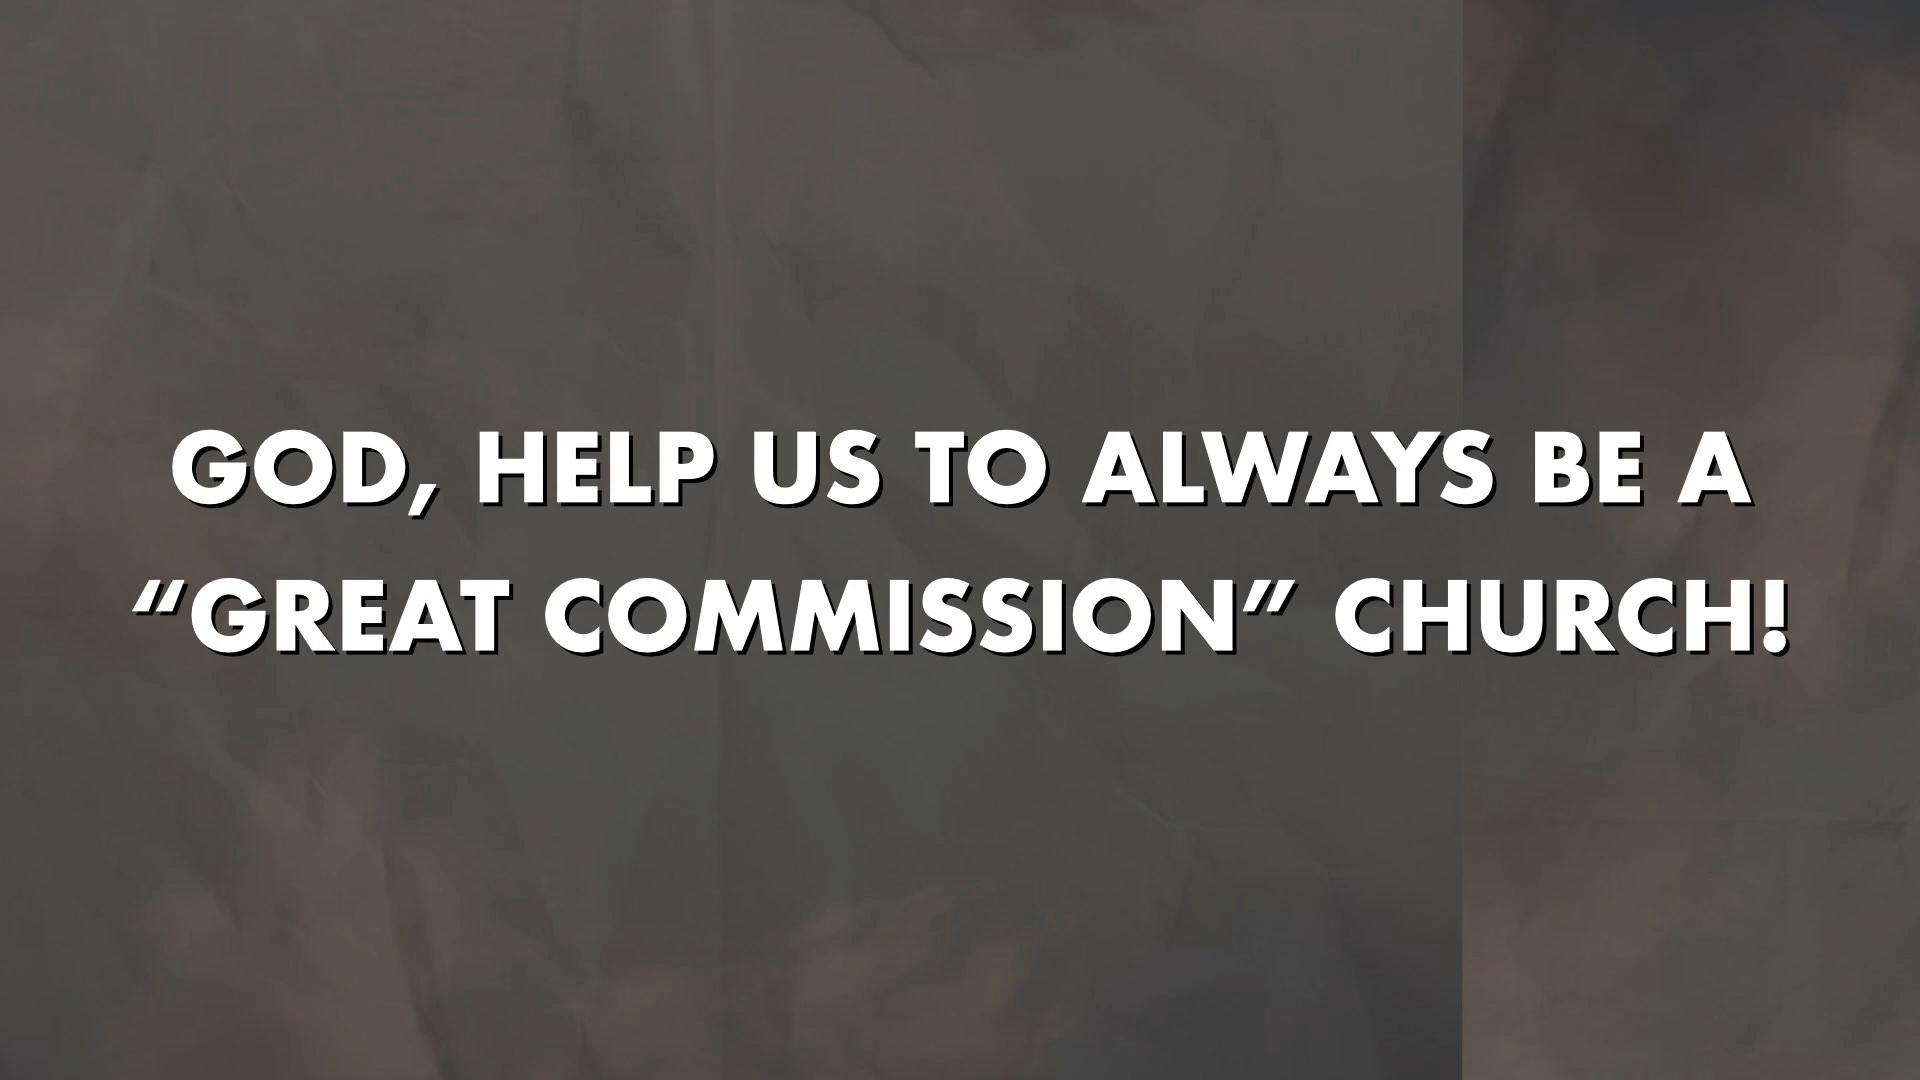 GOD, HELP US TO ALWAYS BE A
“GREAT COMMISSION” CHURCH!